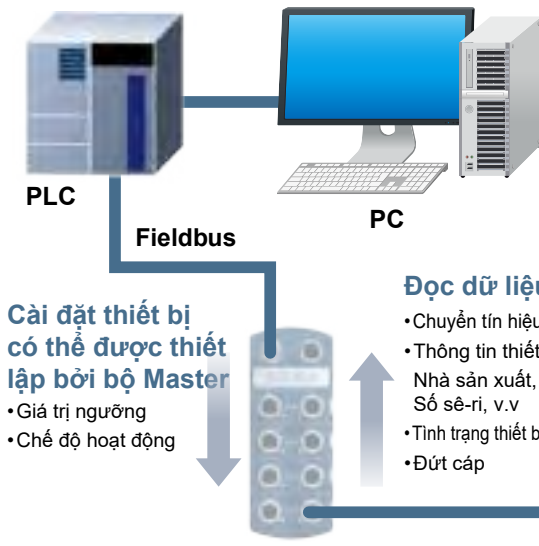 PLC
PC
Fieldbus
Cài đặt thiết bị
có thể được thiết
lập bởi bộ Master
•Giá trị ngưỡng
•Chế độ hoạt động
Đọc dữ liệu
•Chuyển tín hiệu
•Thông tin thiết
Nhà sản xuất,
Số sê-ri, v.v
•Tình trạng thiết b
•Đứt cáp